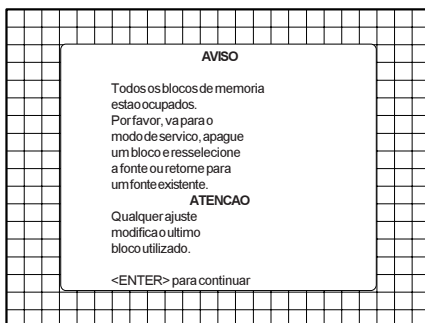 AVISO
Todos os blocos de memoria
estao ocupados.
Por favor, va para o
modo de servico, apague
um bloco e resselecione
a fonte ou retorne para
um fonte existente.
ATENCAO
Qualquer ajuste
modifica o ultimo
bloco utilizado.
<ENTER> para continuar